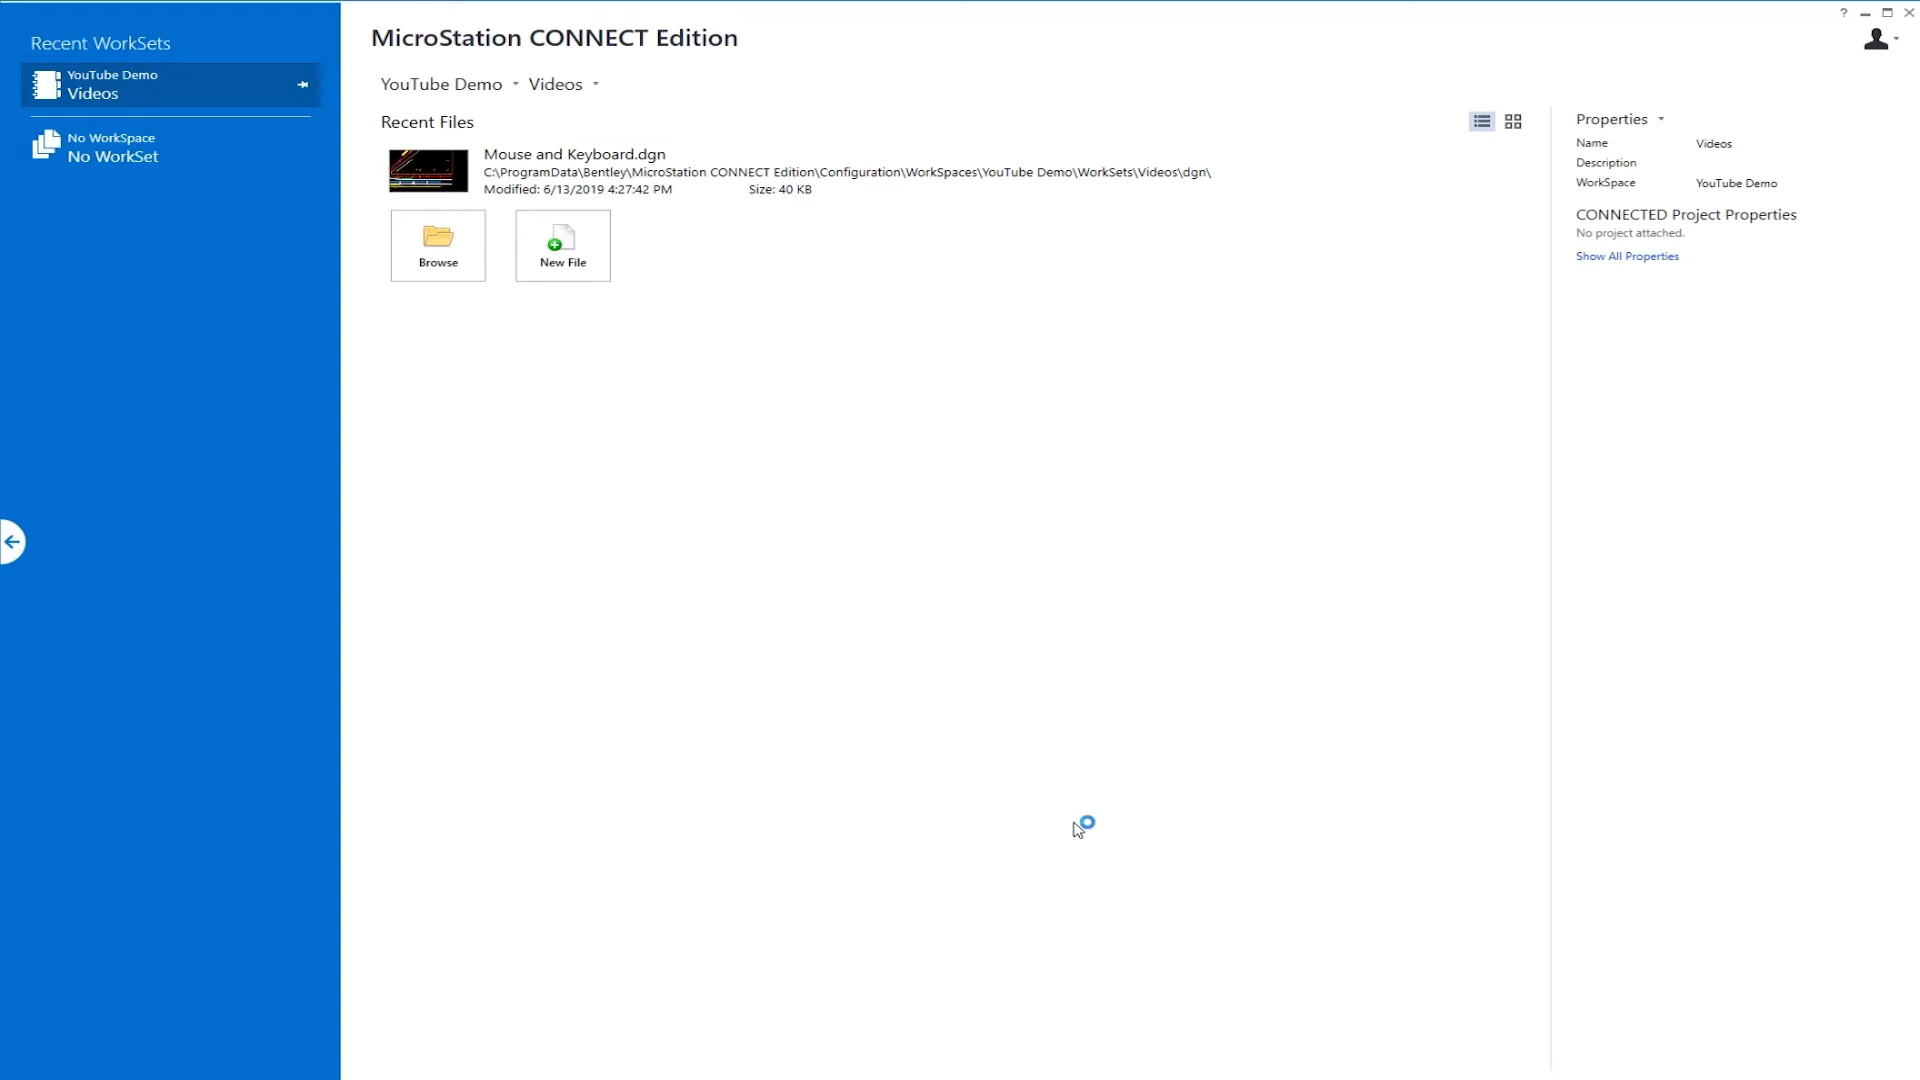 Recent WorkSets
YouTube Demo
Videos
No WorkSpace
No WorkSet
?
MicroStation CONNECT Edition
YouTube Demo Videos
Recent Files
Mouse and Keyboard.dgn
C:\ProgramData\Bentley\MicroStation CONNECT Edition\Configuration\WorkSpaces\YouTube Demo\WorkSets\Videos\dgn\
Modified: 6/13/2019 4:27:42 PM Size: 40 KB
Browse
New File
Properties
Name Videos
Description
WorkSpace YouTube Demo
CONNECTED Project Properties
No project attached.
Show All Properties